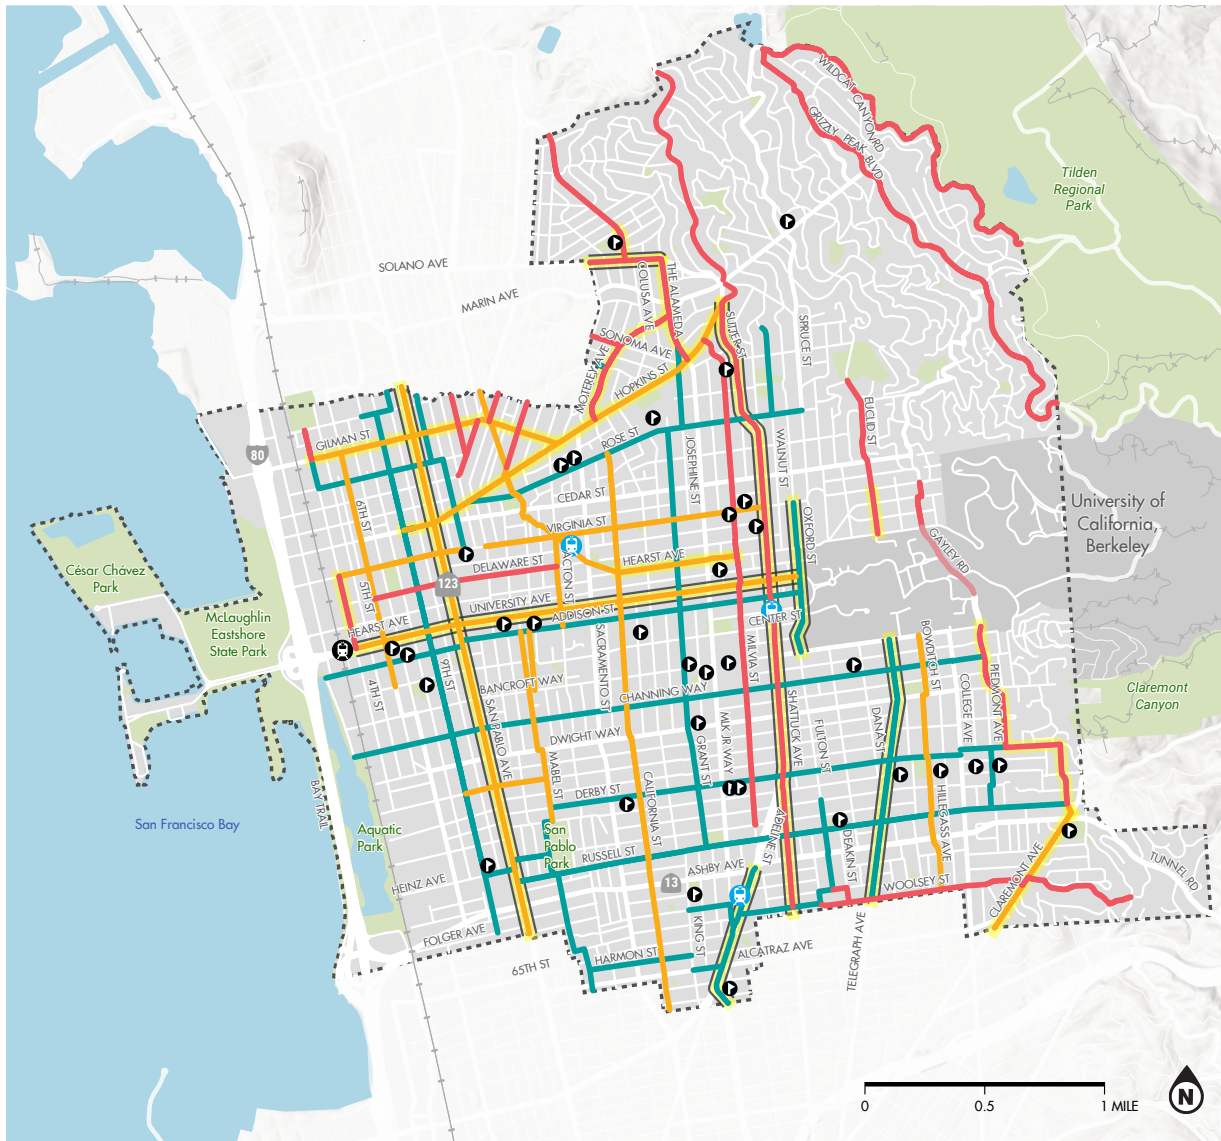 WILDCAT CANYON RD
GRIZZLY PEAK BLVD
Tilden
Regional
Park
SOLANO AVE
MARIN AVE
COLUSA AVE
THE ALAMEDA
SUTTER ST
SPRUCE ST
SONOMA AVE
MOTEREY AVE
HOPKINS ST
EUCLID ST
GILMAN ST
80
ROSE ST
JOSEPHINE ST
WALNUT ST
6TH ST
CEDAR ST
VIRGINIA ST
OXFORD ST
University of
California,
Berkeley
GAYLEY RD
HEARST AVE
DELAWARE ST
ACTON ST
César Chávez
Park
123
5TH ST
UNIVERSITY AVE
ADDISON ST
CENTER ST
McLaughlin
Eastshore
State Park
HEARST AVE
SACRAMENTO ST
MILVIA ST
BOWDITCH ST
9TH ST
4TH ST
BANCROFT WAY
CHANNING WAY
PIEDMONT AVE
COLLEGE AVE
Claremont
Canyon
SAN PABLO AVE
DWIGHT WAY
GRANT ST
MLK JR WAY
SHATTUCK AVE
FULTON ST
DANA ST
MABEL ST
CALIFORNIA ST
DERBY ST
HILLEGASS AVE
BAY TRAIL
San Francisco Bay
Aquatic
Park
San
Pablo
Park
ADELINE ST
DEAKIN ST
RUSSELL ST
ASHBY AVE
13
HEINZ AVE
WOOLSEY ST
CLAREMONT AVE
TUNNEL RD
KING ST
FOLGER AVE
HARMON ST
ALCATRAZ AVE
TELEGRAPH AVE
65TH ST
0
0.5
1 MILE
N